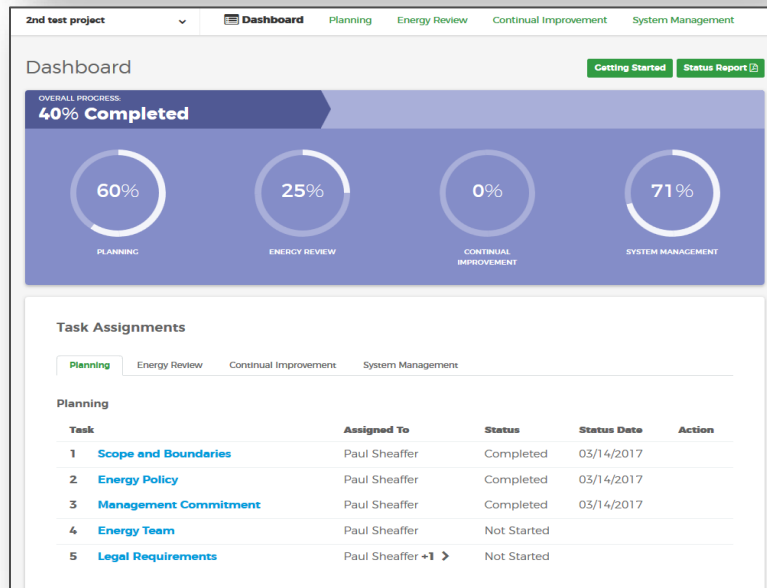 2nd test project Dashboard Planning Energy Review Continual Improvement System Management
Dashboard Getting Started Status Report
OVERALL PROGRESS:
40% Completed
60% 25% 0% 71%
PLANNING ENERGY REVIEW CONTINUAL SYSTEM MANAGEMENT
IMPROVEMENT
Task Assignments
Planning Energy Review Continual Improvement System Management
Planning
Task Assigned To Status Status Date Action
1 Scope and Boundaries Paul Sheaffer Completed 03/14/2017
2 Energy Policy Paul Sheaffer Completed 03/14/2017
3 Management Commitment Paul Sheaffer Completed 03/14/2017
4 Energy Team Paul Sheaffer Not Started
5 Legal Requirements Paul Sheaffer +1 Not Started